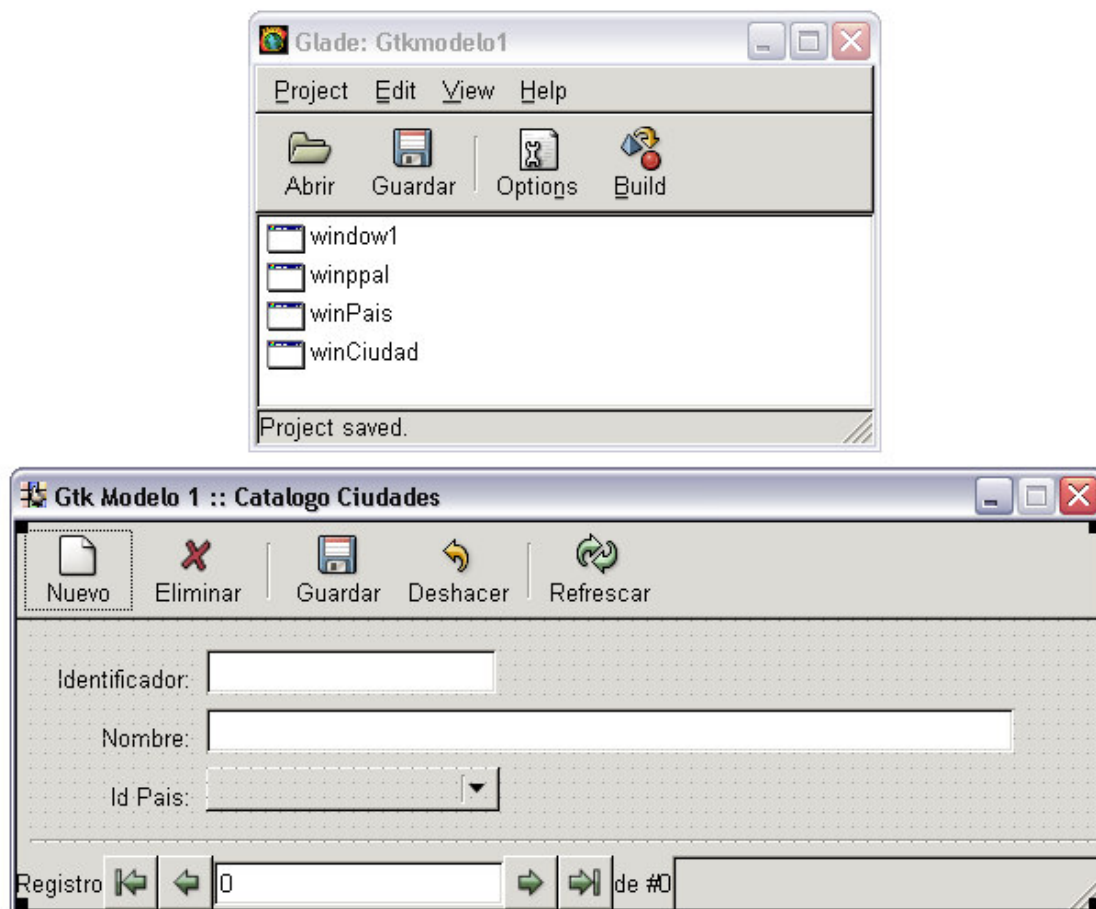 Glade: Gtkmodelo1
Project Edit View Help
Abrir Guardar Options Build
window1
winppal
winPais
winCiudad
Project saved.
Gtk Modelo 1 :: Catalogo Ciudades
Nuevo Eliminar Guardar Deshacer Refrescar
Identificador:
Nombre:
Id Pais:
Registro 0 de #0